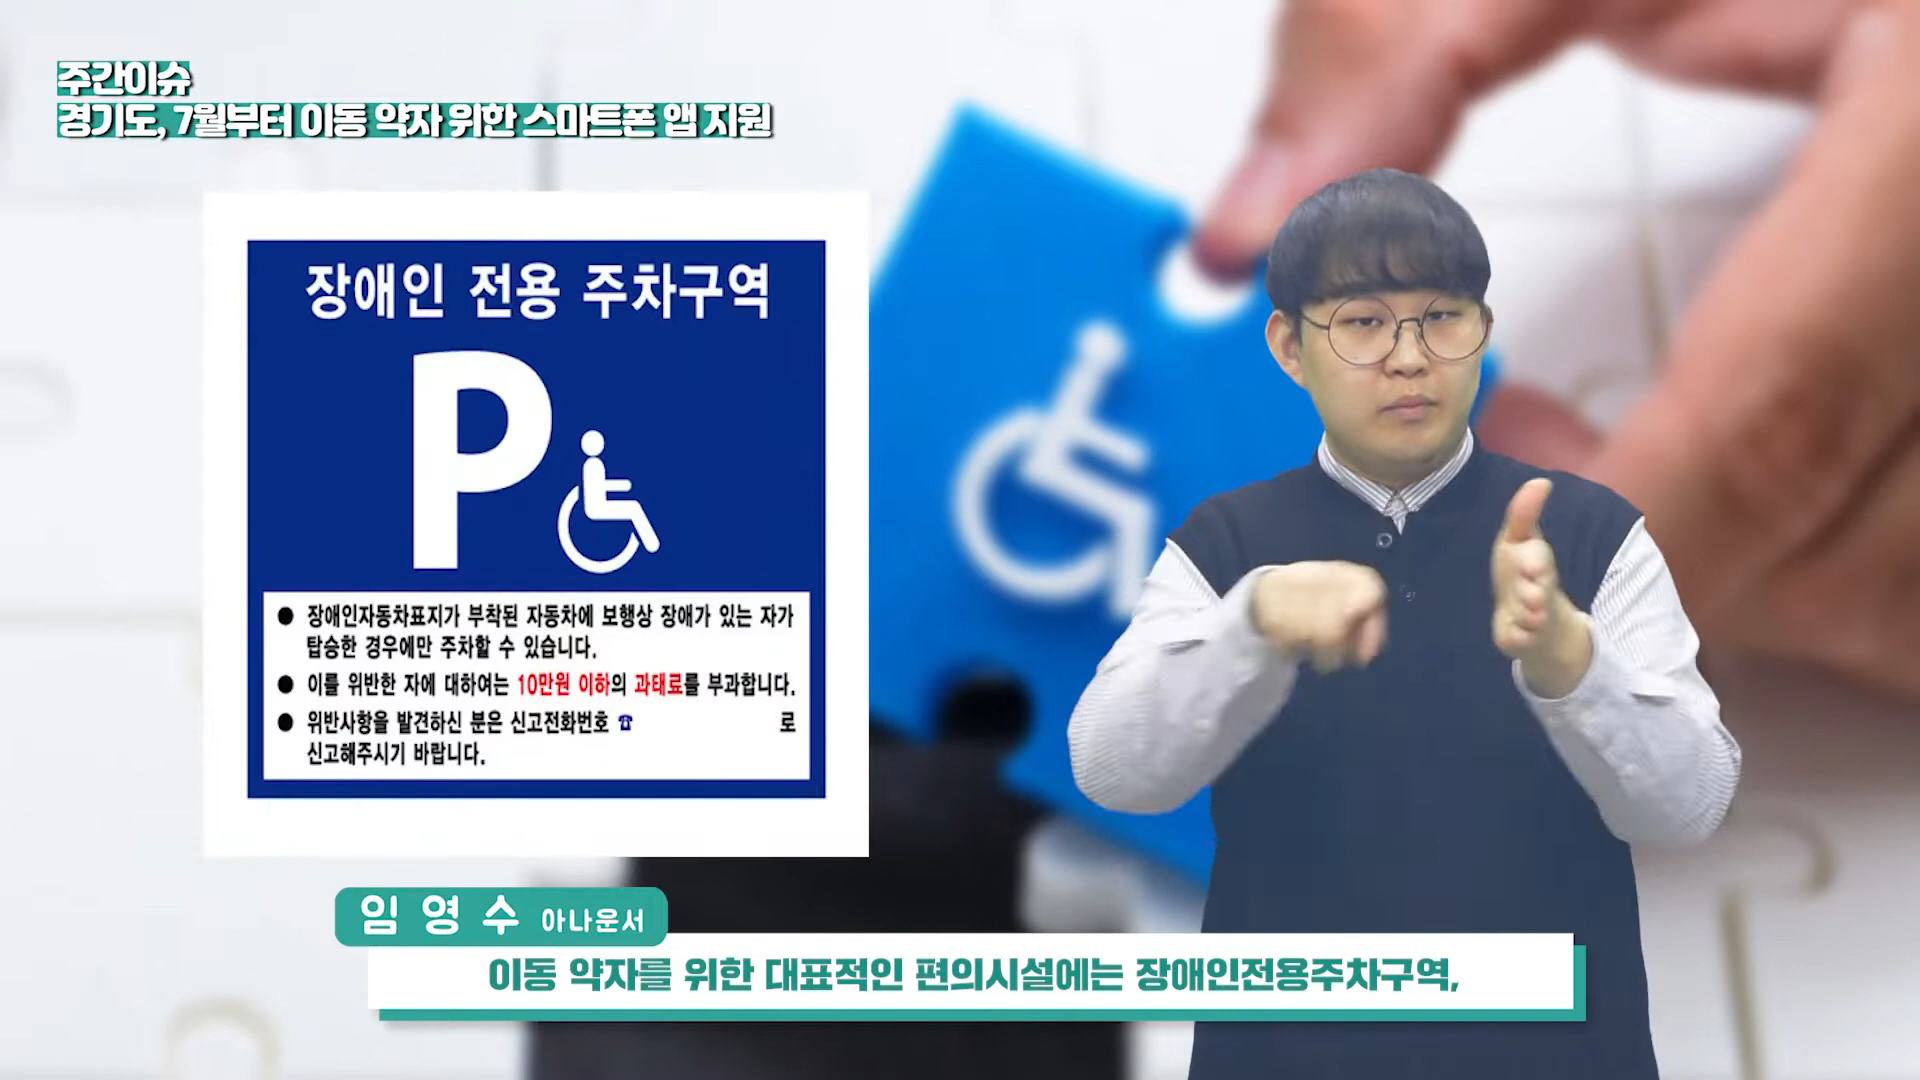 주간이슈
경기도, 7월부터 이동 약자 위한 스마트폰 앱 지원
장애인 전용 주차구역
P
● 장애인자동차표지가 부착된 자동차에 보행상 장애가 있는 자가
탑승한 경우에만 주차할 수 있습니다.
● 이를 위반한 자에 대하여는 10만원 이하의 과태료를 부과합니다.
● 위반사항을 발견하신 분은 신고전화번호 ☎ 로
신고해주시기 바랍니다.
임영수 아나운서
이동 약자를 위한 대표적인 편의시설에는 장애인전용주차구역,